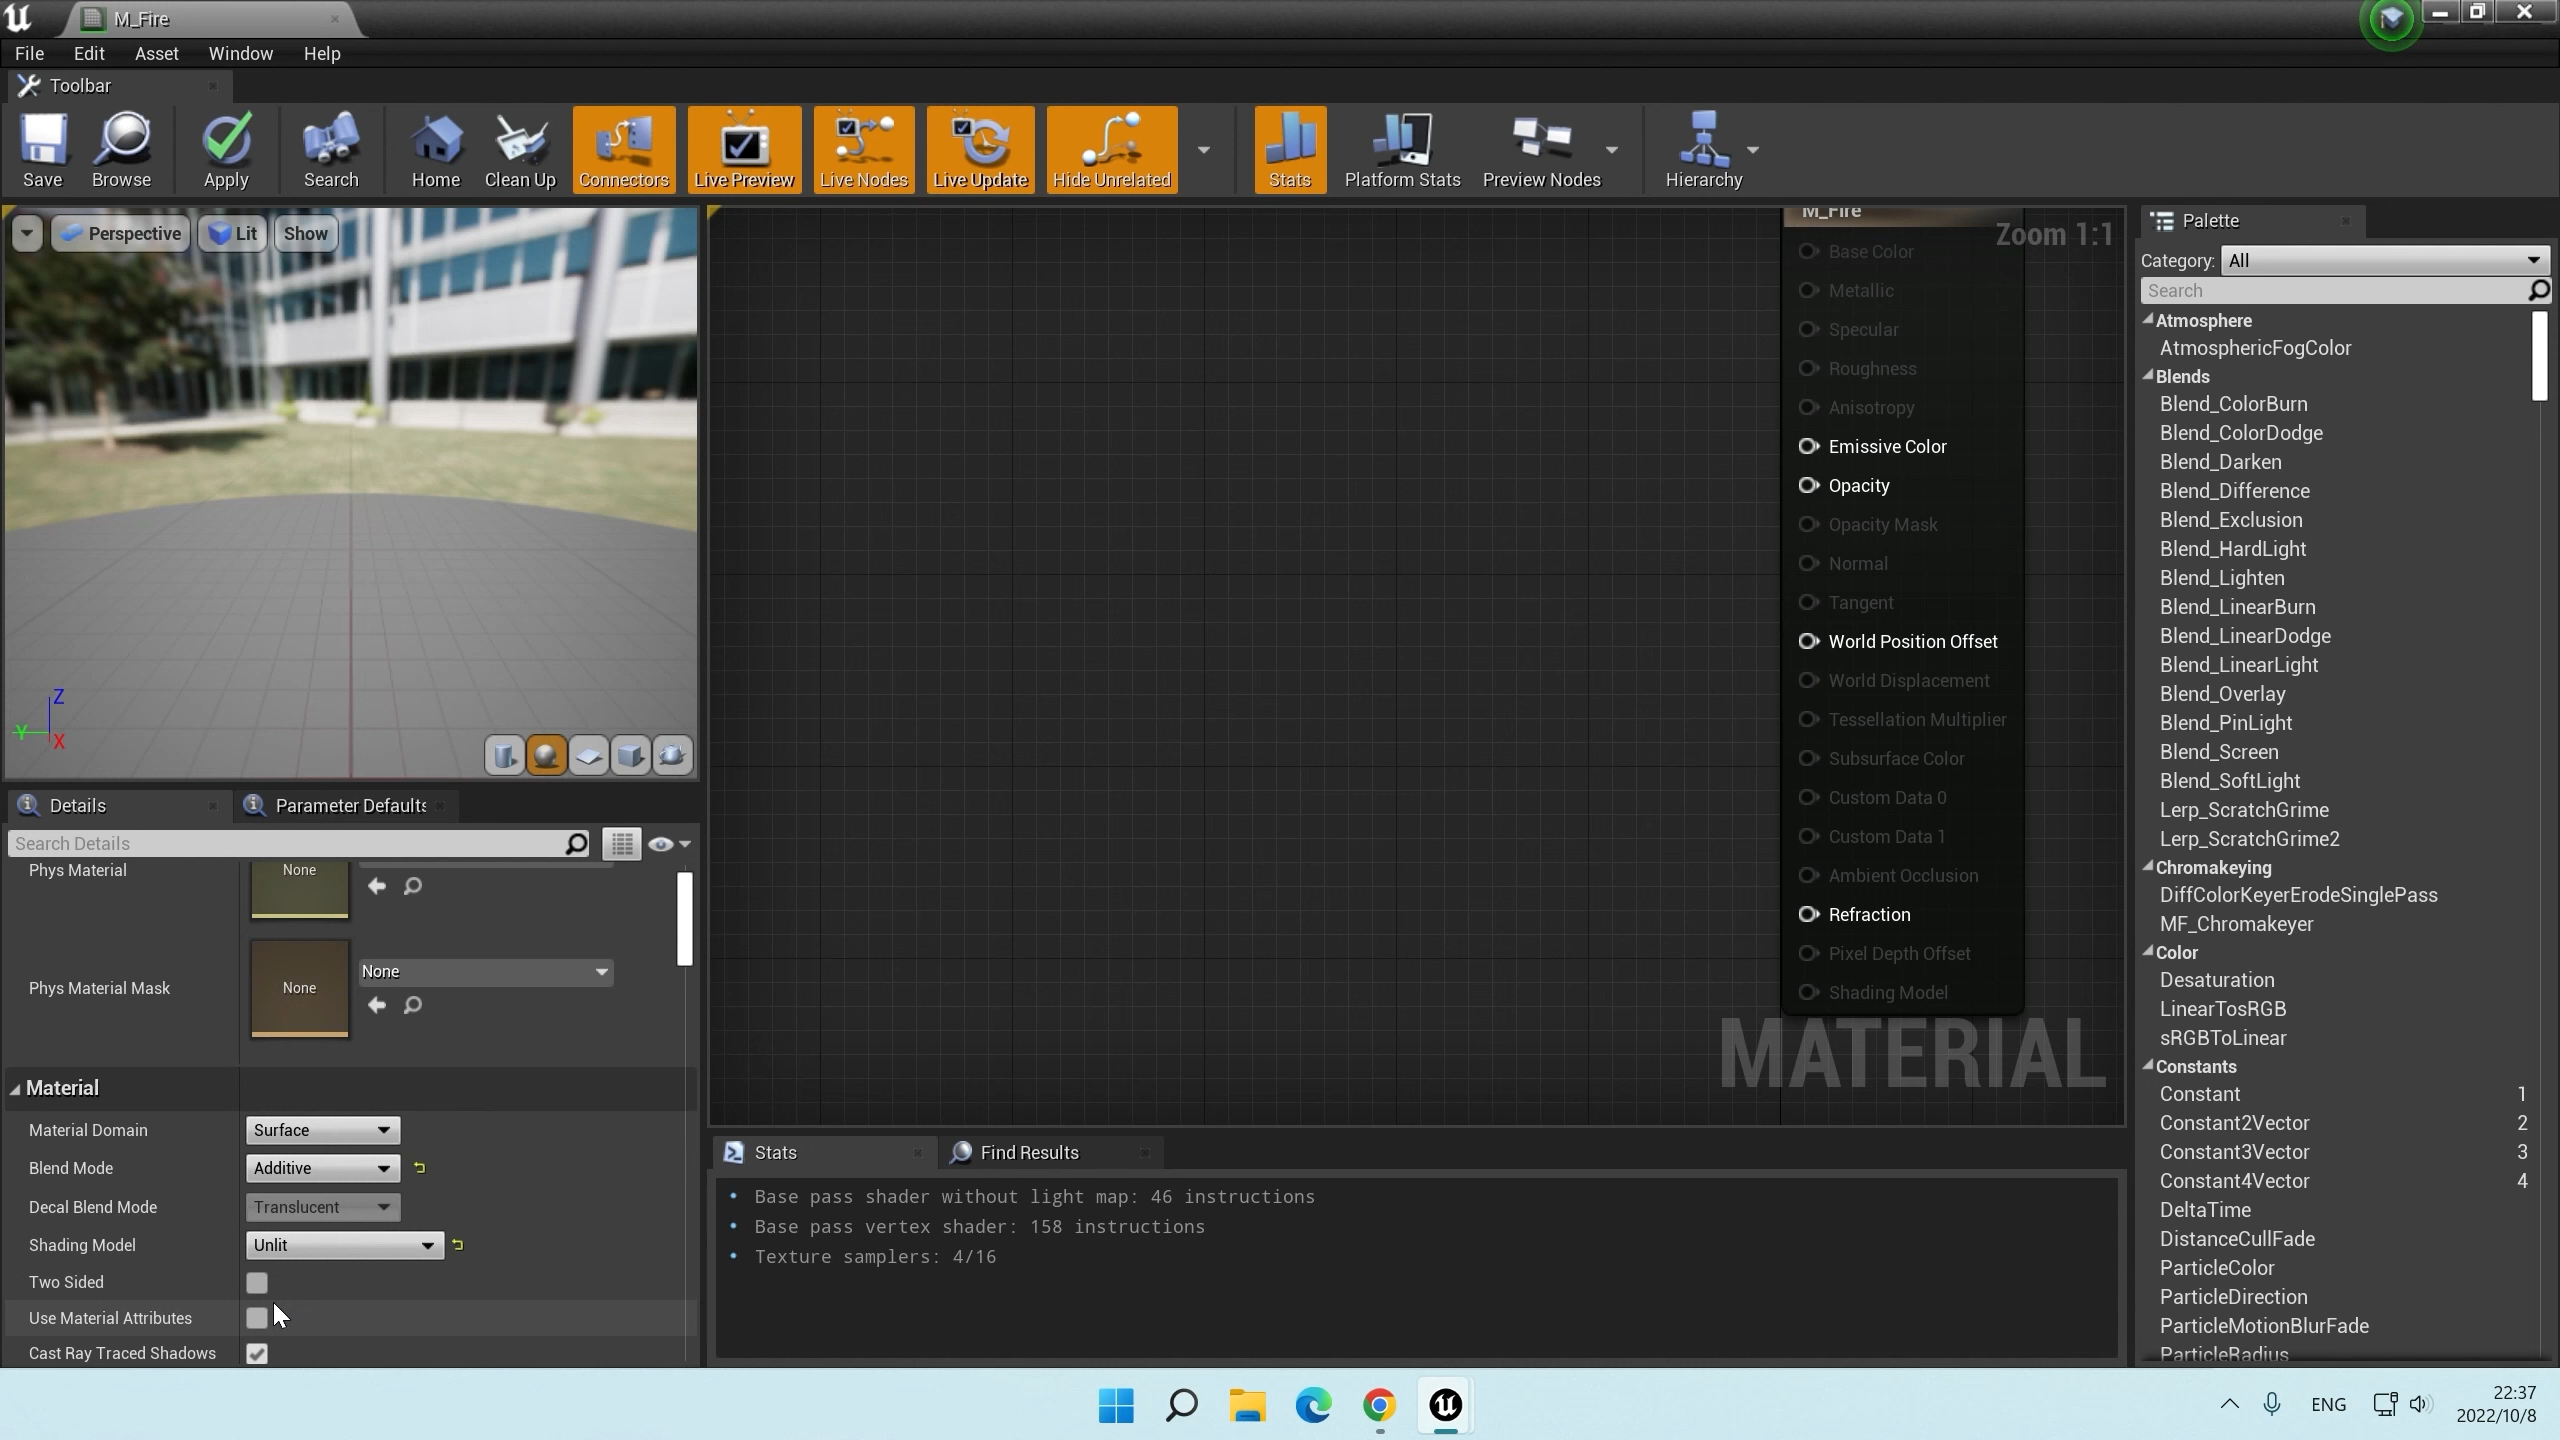 M_Fire
File Edit Asset Window Help
Toolbar
Save Browse Apply Search Home Clean Up Connectors Live Preview Live Nodes Live Update Hide Unrelated Stats Platform Stats Preview Nodes Hierarchy
Perspective Lit Show
Z
Y
X
Details Parameter Defaults
Search Details
Phys Material None
Phys Material Mask None None
Material
Material Domain Surface
Blend Mode Additive
Decal Blend Mode Translucent
Shading Model Unlit
Two Sided
Use Material Attributes
Cast Ray Traced Shadows
M_Fire
Zoom 1:1
Base Color
Metallic
Specular
Roughness
Anisotropy
Emissive Color
Opacity
Opacity Mask
Normal
Tangent
World Position Offset
World Displacement
Tessellation Multiplier
Subsurface Color
Custom Data 0
Custom Data 1
Ambient Occlusion
Refraction
Pixel Depth Offset
Shading Model
MATERIAL
Stats Find Results
Base pass shader without light map: 46 instructions
Base pass vertex shader: 158 instructions
Texture samplers: 4/16
Palette
Category: All
Search
Atmosphere
AtmosphericFogColor
Blends
Blend_ColorBurn
Blend_ColorDodge
Blend_Darken
Blend_Difference
Blend_Exclusion
Blend_HardLight
Blend_Lighten
Blend_LinearBurn
Blend_LinearDodge
Blend_LinearLight
Blend_Overlay
Blend_PinLight
Blend_Screen
Blend_SoftLight
Lerp_ScratchGrime
Lerp_ScratchGrime2
Chromakeying
DiffColorKeyerErodeSinglePass
MF_Chromakeyer
Color
Desaturation
LinearTosRGB
sRGBToLinear
Constants
Constant 1
Constant2Vector 2
Constant3Vector 3
Constant4Vector 4
DeltaTime
DistanceCullFade
ParticleColor
ParticleDirection
ParticleMotionBlurFade
ParticleRadius
ENG
22:37
2022/10/8